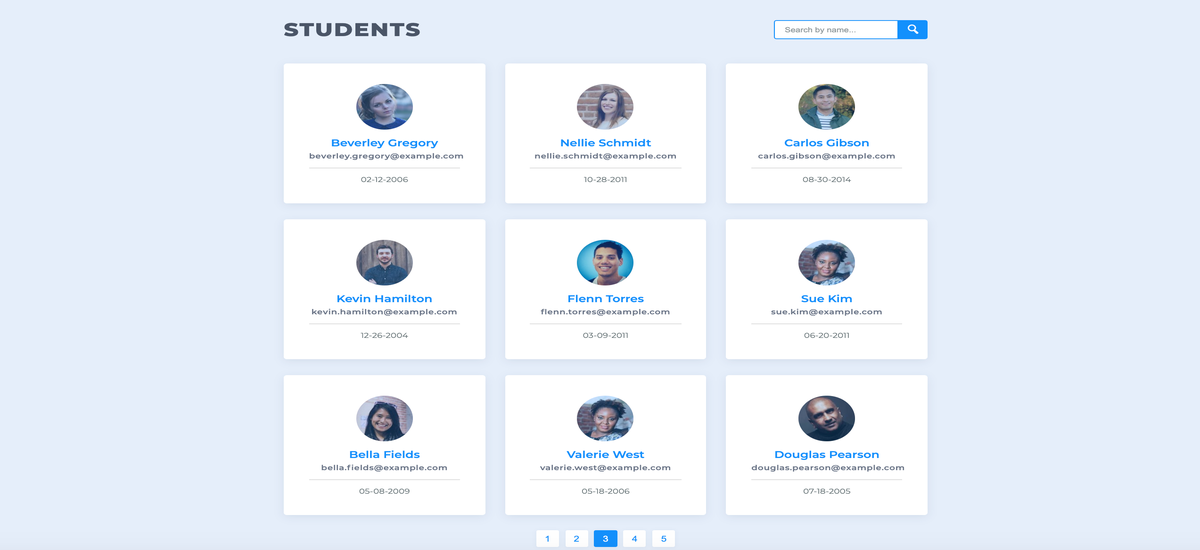 STUDENTS
Search by name...
Beverley Gregory
beverley.gregory@example.com
02-12-2006
Nellie Schmidt
nellie.schmidt@example.com
10-28-2011
Carlos Gibson
carlos.gibson@example.com
08-30-2014
Kevin Hamilton
kevin.hamilton@example.com
12-26-2004
Flenn Torres
flenn.torres@example.com
03-09-2011
Sue Kim
sue.kim@example.com
06-20-2011
Bella Fields
bella.fields@example.com
05-08-2009
Valerie West
valerie.west@example.com
05-18-2006
Douglas Pearson
douglas.pearson@example.com
07-18-2005
1 2 3 4 5